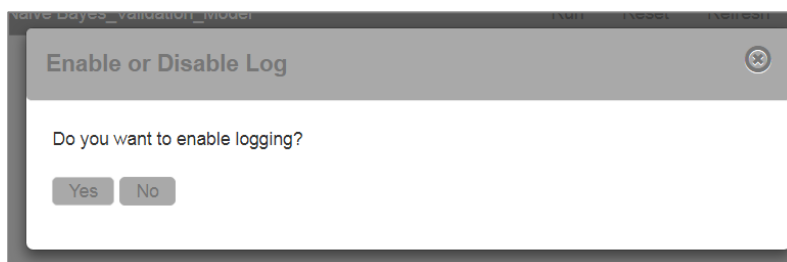 Naive Bayes_Validation_Model Run Reset Refresh
Enable or Disable Log
Do you want to enable logging?
Yes No